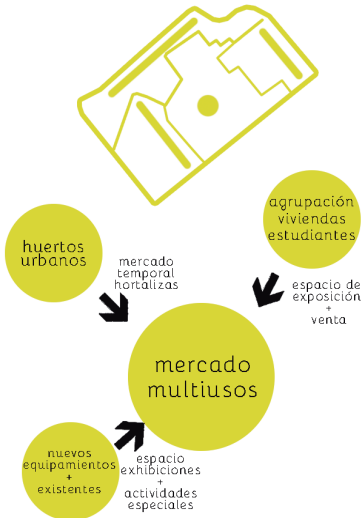 agrupación
viviendas
estudiantes
huertos
urbanos
mercado
temporal
hortalizas
espacio de
exposición
+
venta
mercado
multiusos
nuevos
equipamientos
+
existentes
espacio
exhibiciones
+
actividades
especiales